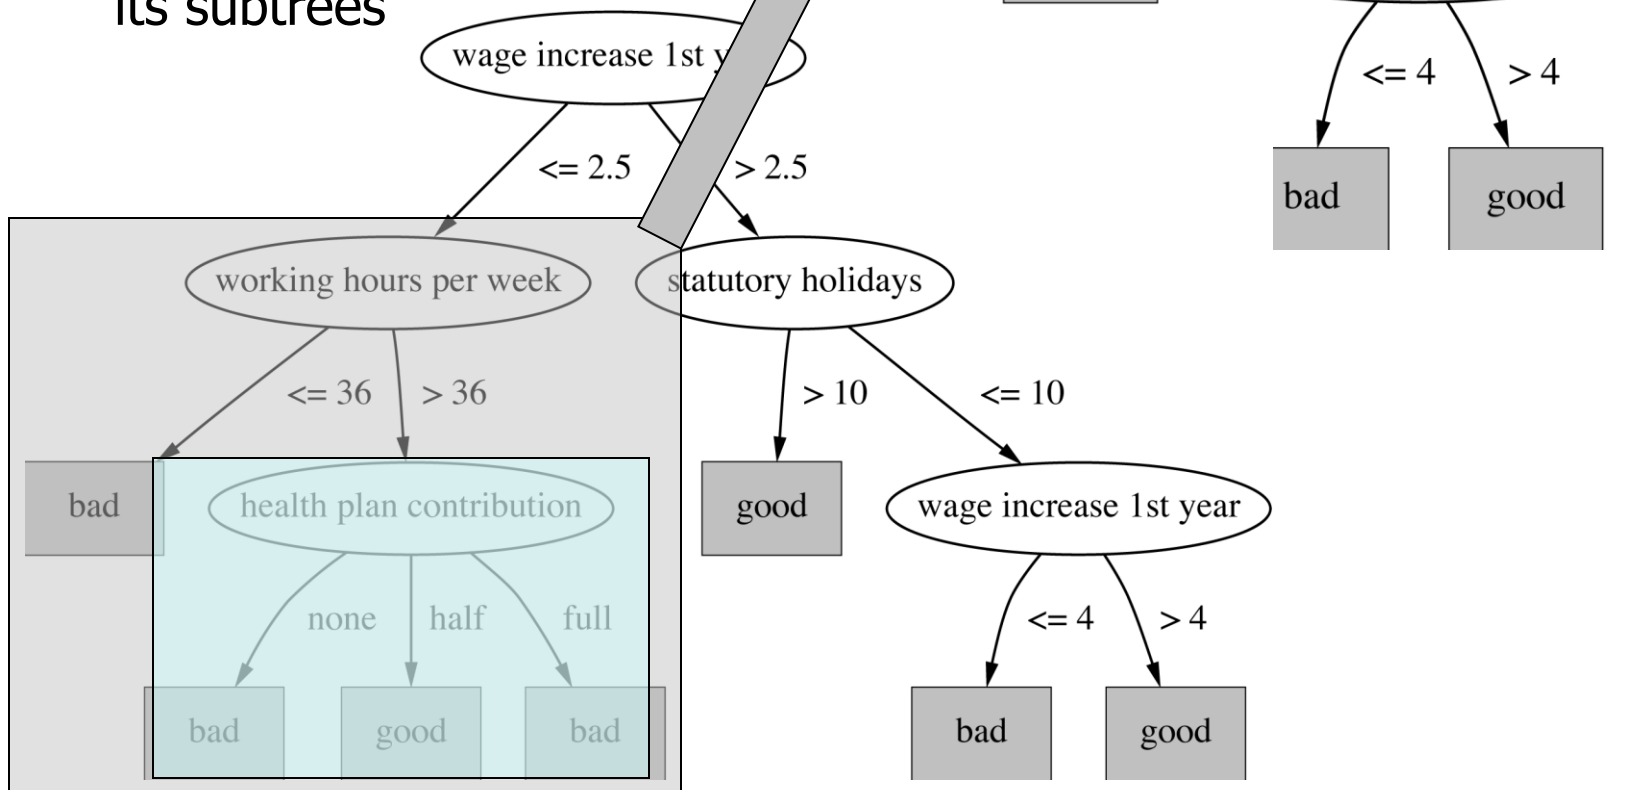 its subtrees
wage increase 1st y
<= 4 > 4
<= 2.5 > 2.5
bad good
working hours per week statutory holidays
<= 36 > 36 > 10 <= 10
bad health plan contribution good wage increase 1st year
none half full <= 4 > 4
bad good bad bad good